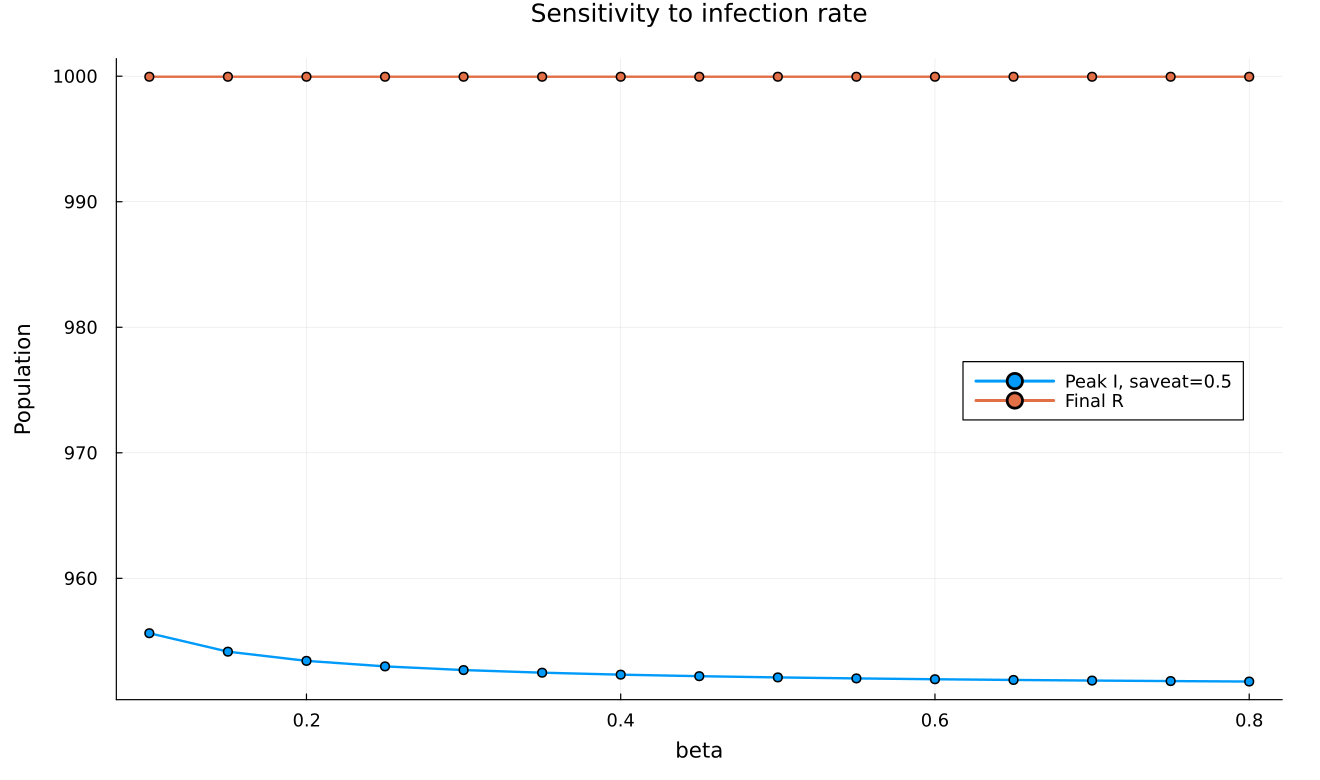 Sensitivity to infection rate
1000
990
980
970
960
Population
Peak I, saveat=0.5
Final R
0.2
0.4
0.6
0.8
beta